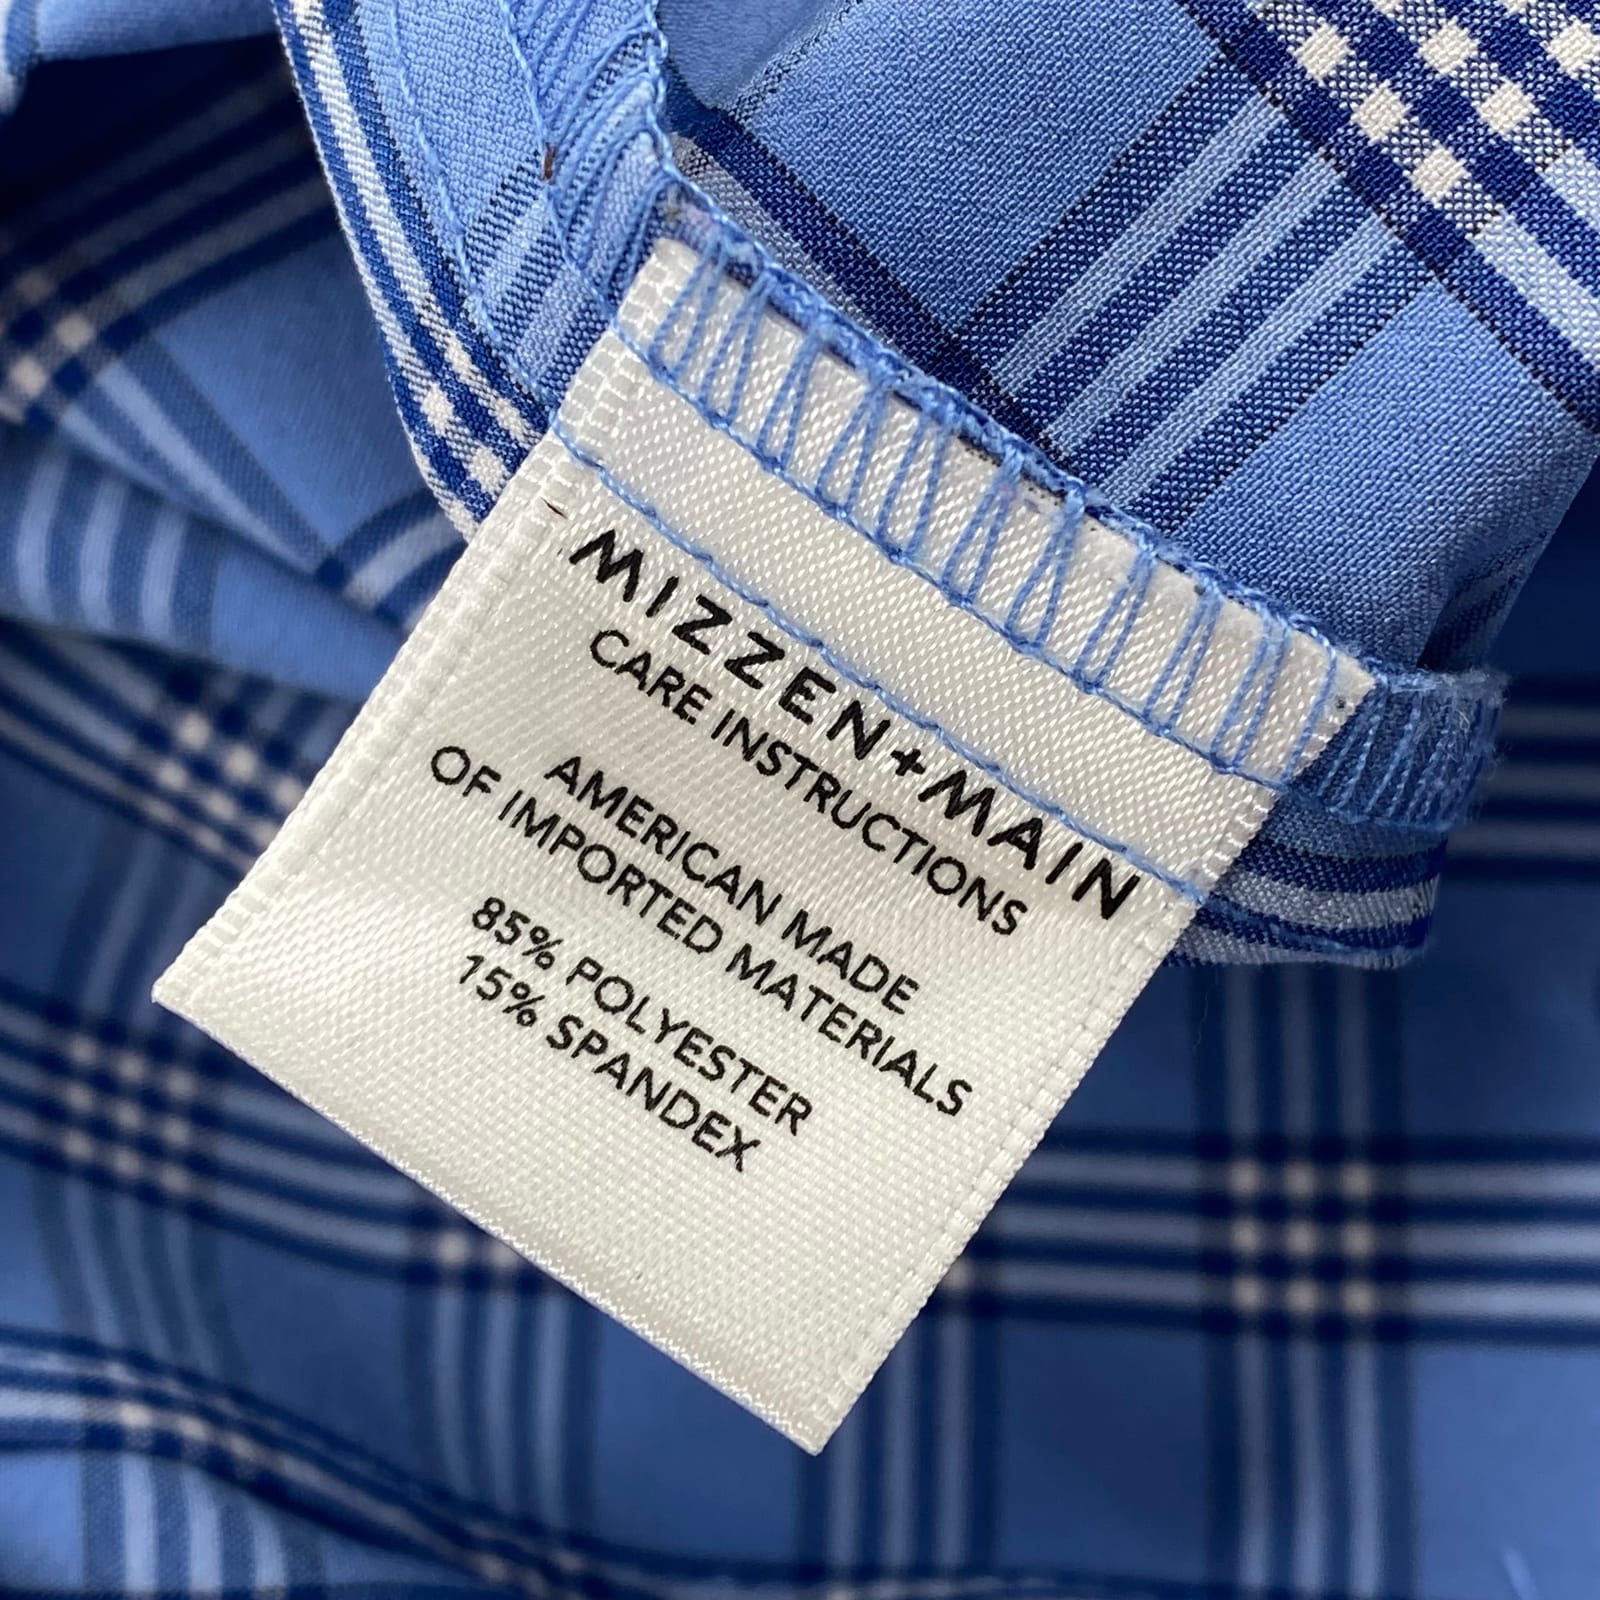 MIZZEN+MAIN
CARE INSTRUCTIONS
AMERICAN MADE
OF IMPORTED MATERIALS
85% POLYESTER
15% SPANDEX